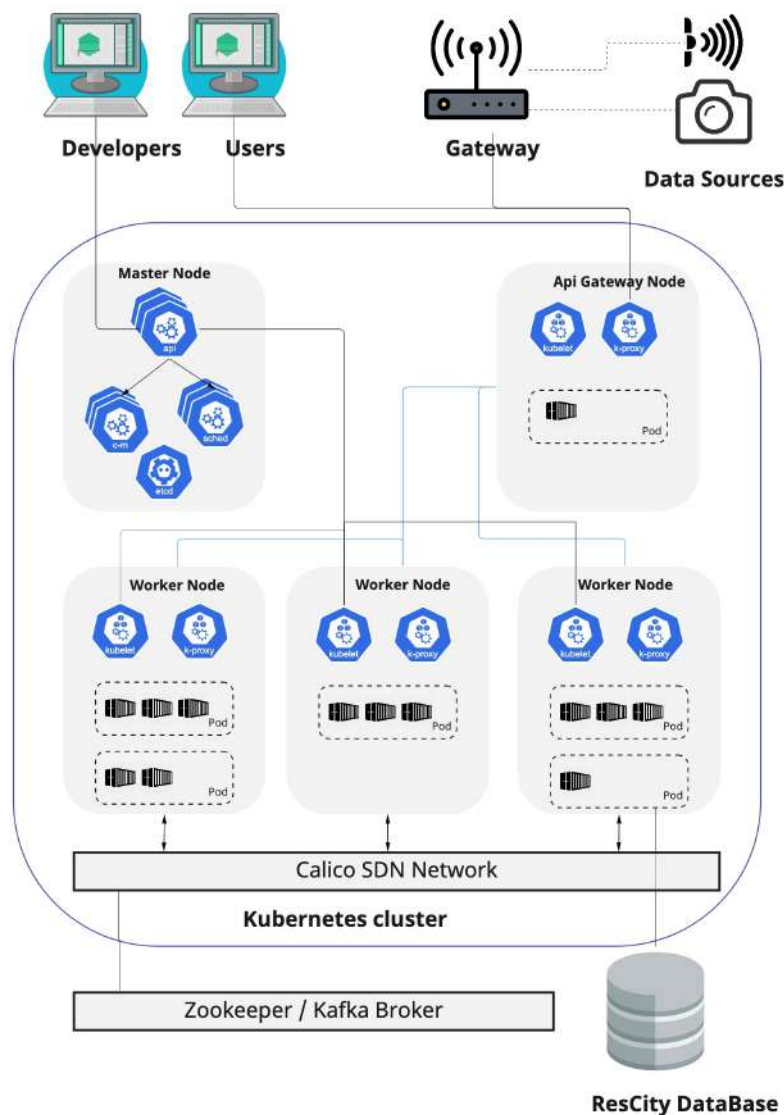 Developers
Users
Gateway
Data Sources
Master Node
Api Gateway Node
api
kubelet
k-proxy
c-m
sched
Pod
etcd
Worker Node
Worker Node
Worker Node
kubelet
k-proxy
kubelet
k-proxy
kubelet
k-proxy
Pod
Pod
Pod
Pod
Pod
Calico SDN Network
Kubernetes cluster
Zookeeper / Kafka Broker
ResCity DataBase